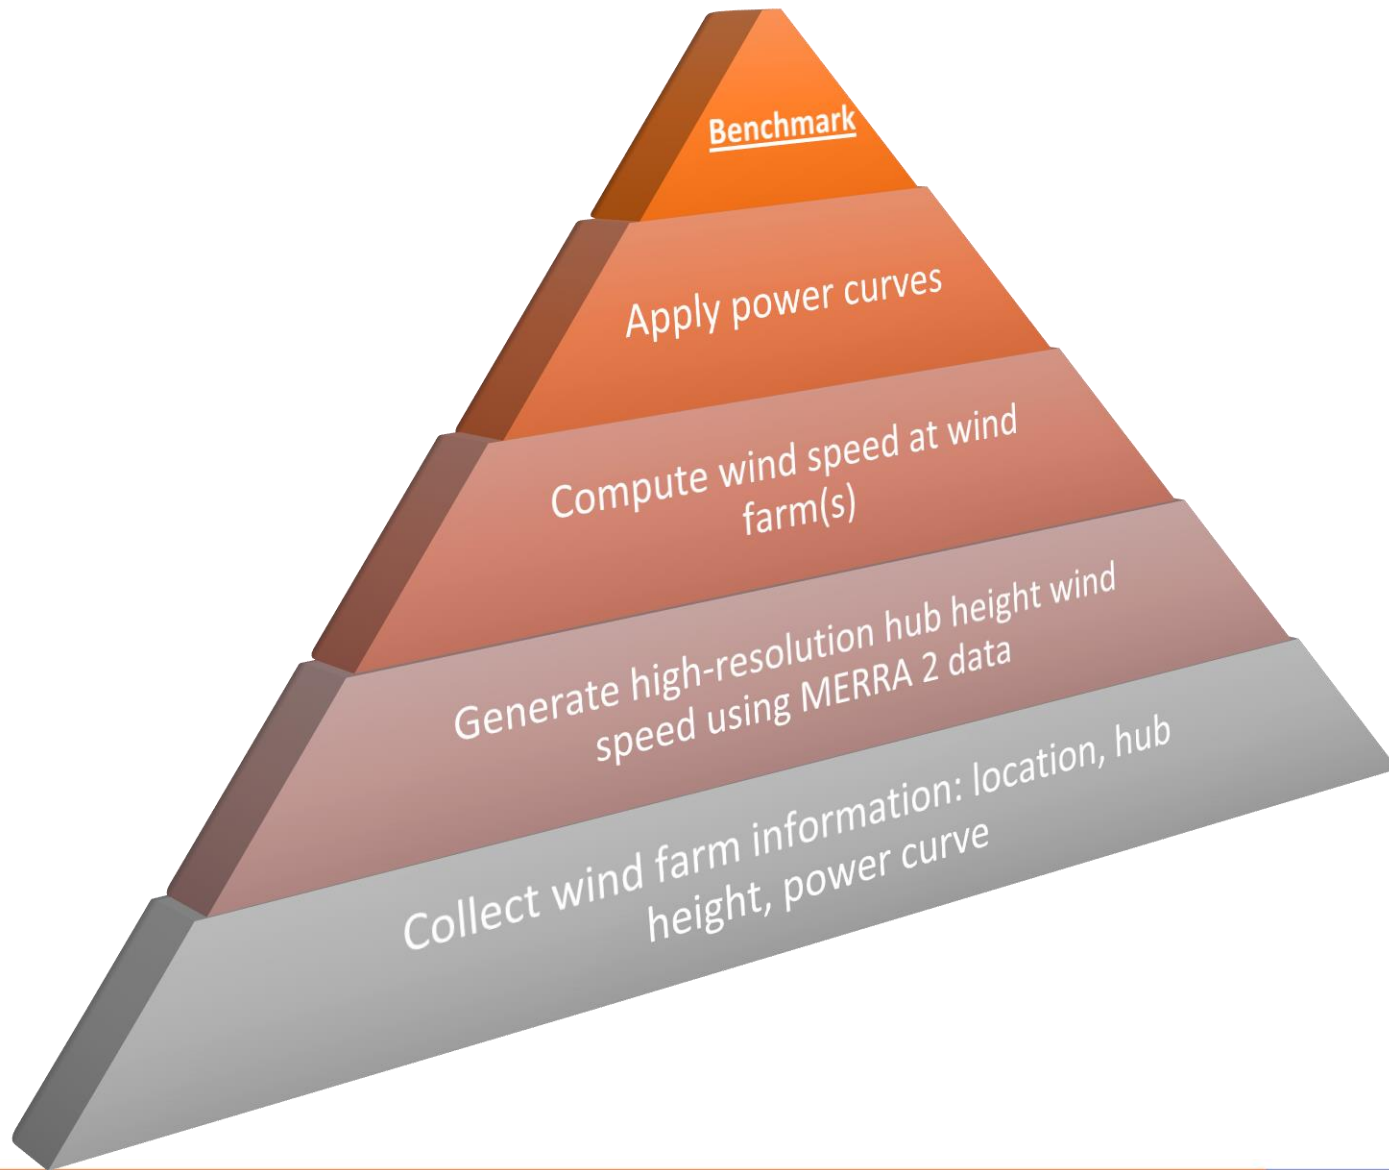 Benchmark
Apply power curves
Compute wind speed at wind
farm(s)
Generate high-resolution hub height wind
speed using MERRA 2 data
Collect wind farm information: location, hub
height, power curve